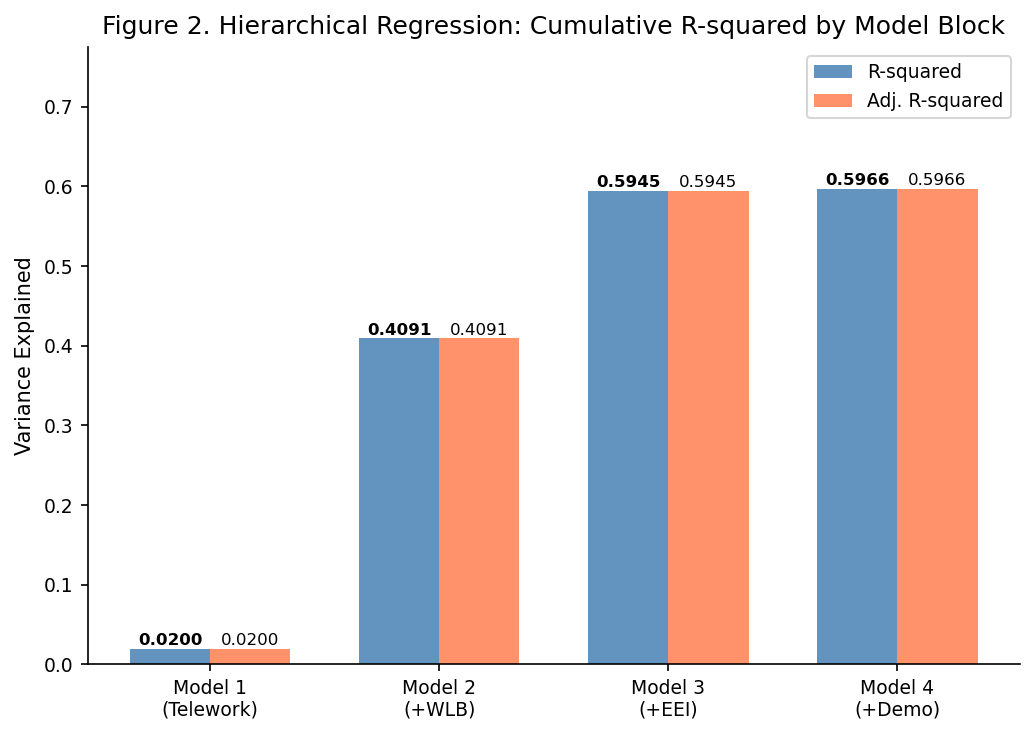 Figure 2. Hierarchical Regression: Cumulative R-squared by Model Block
R-squared
Adj. R-squared
Variance Explained
0.7
0.6
0.5
0.4
0.3
0.2
0.1
0.0
0.0200 0.0200
0.4091 0.4091
0.5945 0.5945
0.5966 0.5966
Model 1
(Telework)
Model 2
(+WLB)
Model 3
(+EEI)
Model 4
(+Demo)